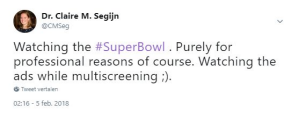 Dr. Claire M. Segijn
@CMSeg
Watching the #SuperBowl . Purely for
professional reasons of course. Watching the
ads while multiscreening ;).
Tweet vertalen
02:16 - 5 feb. 2018